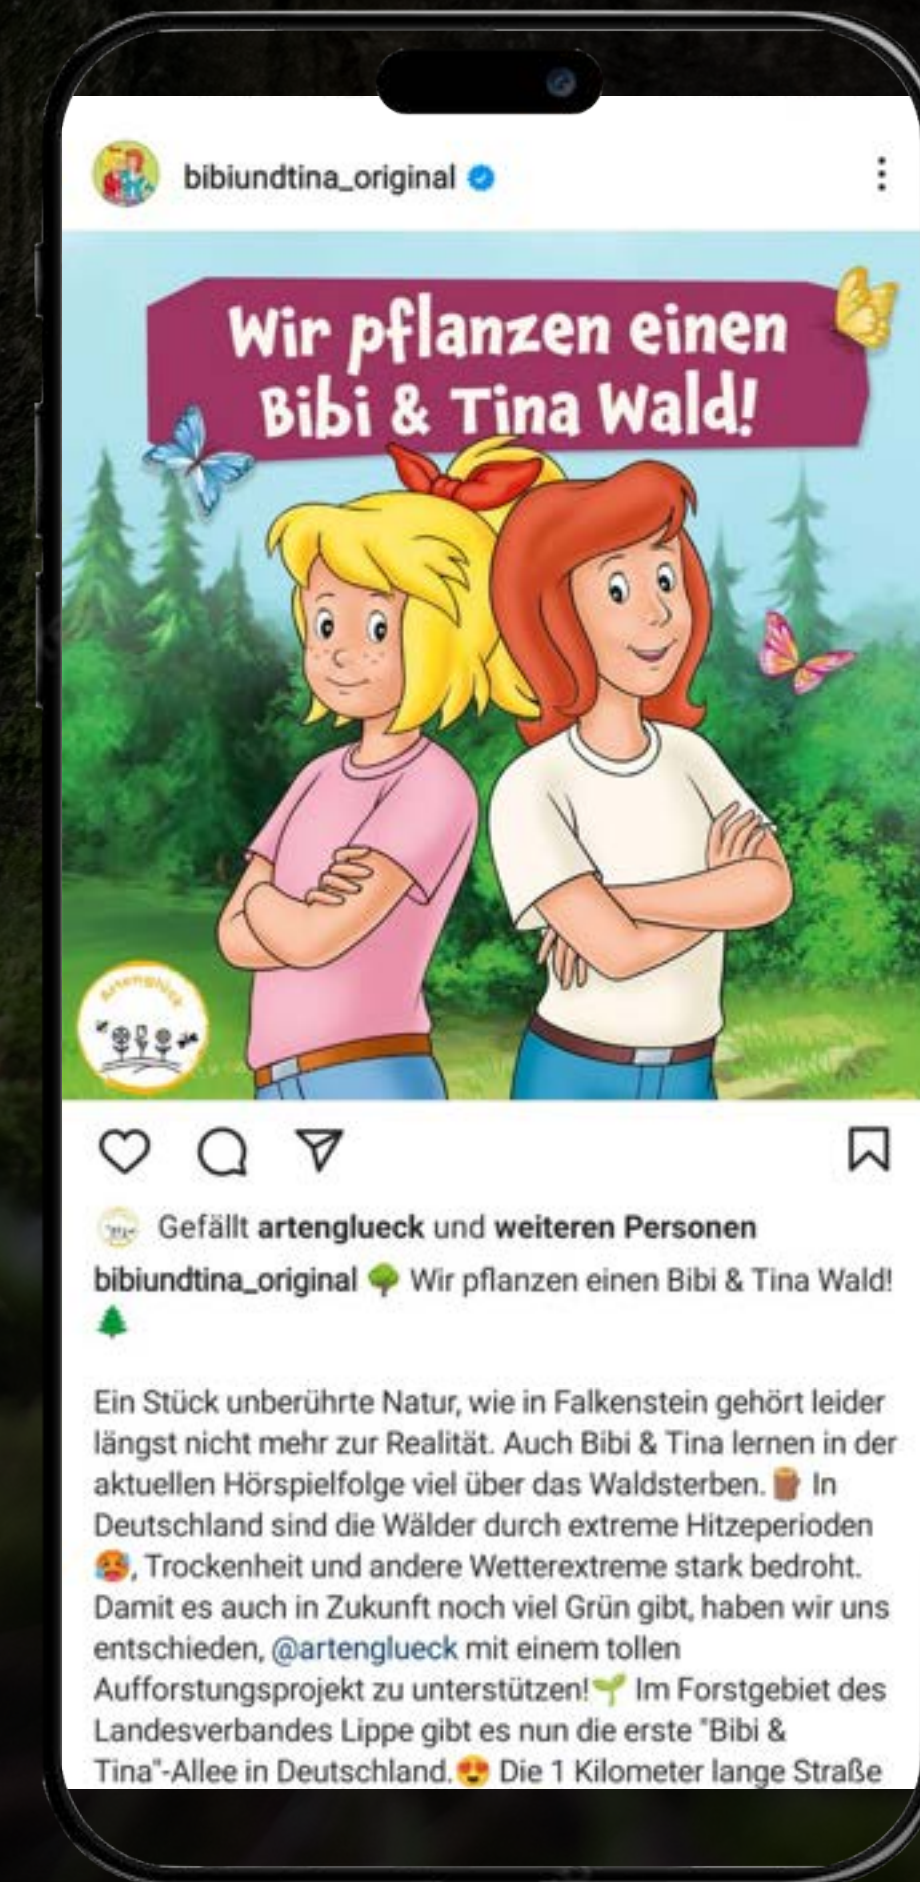 bibiundtina_original
Wir pflanzen einen
Bibi & Tina Wald!
Artenglück
Gefällt artenglueck und weiteren Personen
bibiundtina_original 🌳 Wir pflanzen einen Bibi & Tina Wald!
🌲
Ein Stück unberührte Natur, wie in Falkenstein gehört leider
längst nicht mehr zur Realität. Auch Bibi & Tina lernen in der
aktuellen Hörspielfolge viel über das Waldsterben. 🪵 In
Deutschland sind die Wälder durch extreme Hitzeperioden
🥵, Trockenheit und andere Wetterextreme stark bedroht.
Damit es auch in Zukunft noch viel Grün gibt, haben wir uns
entschieden, @artenglueck mit einem tollen
Aufforstungsprojekt zu unterstützen!🌱 Im Forstgebiet des
Landesverbandes Lippe gibt es nun die erste "Bibi &
Tina"-Allee in Deutschland.😍 Die 1 Kilometer lange Straße